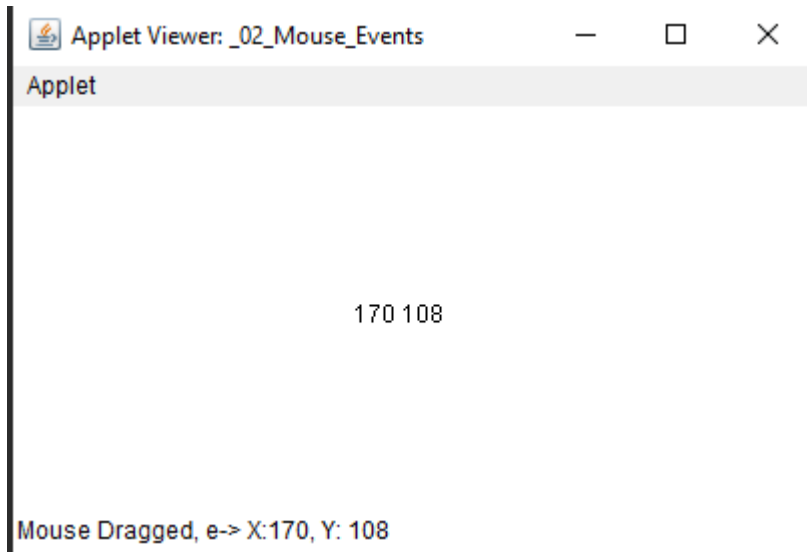 Applet Viewer: _02_Mouse_Events
Applet
170 108
Mouse Dragged, e-> X:170, Y: 108